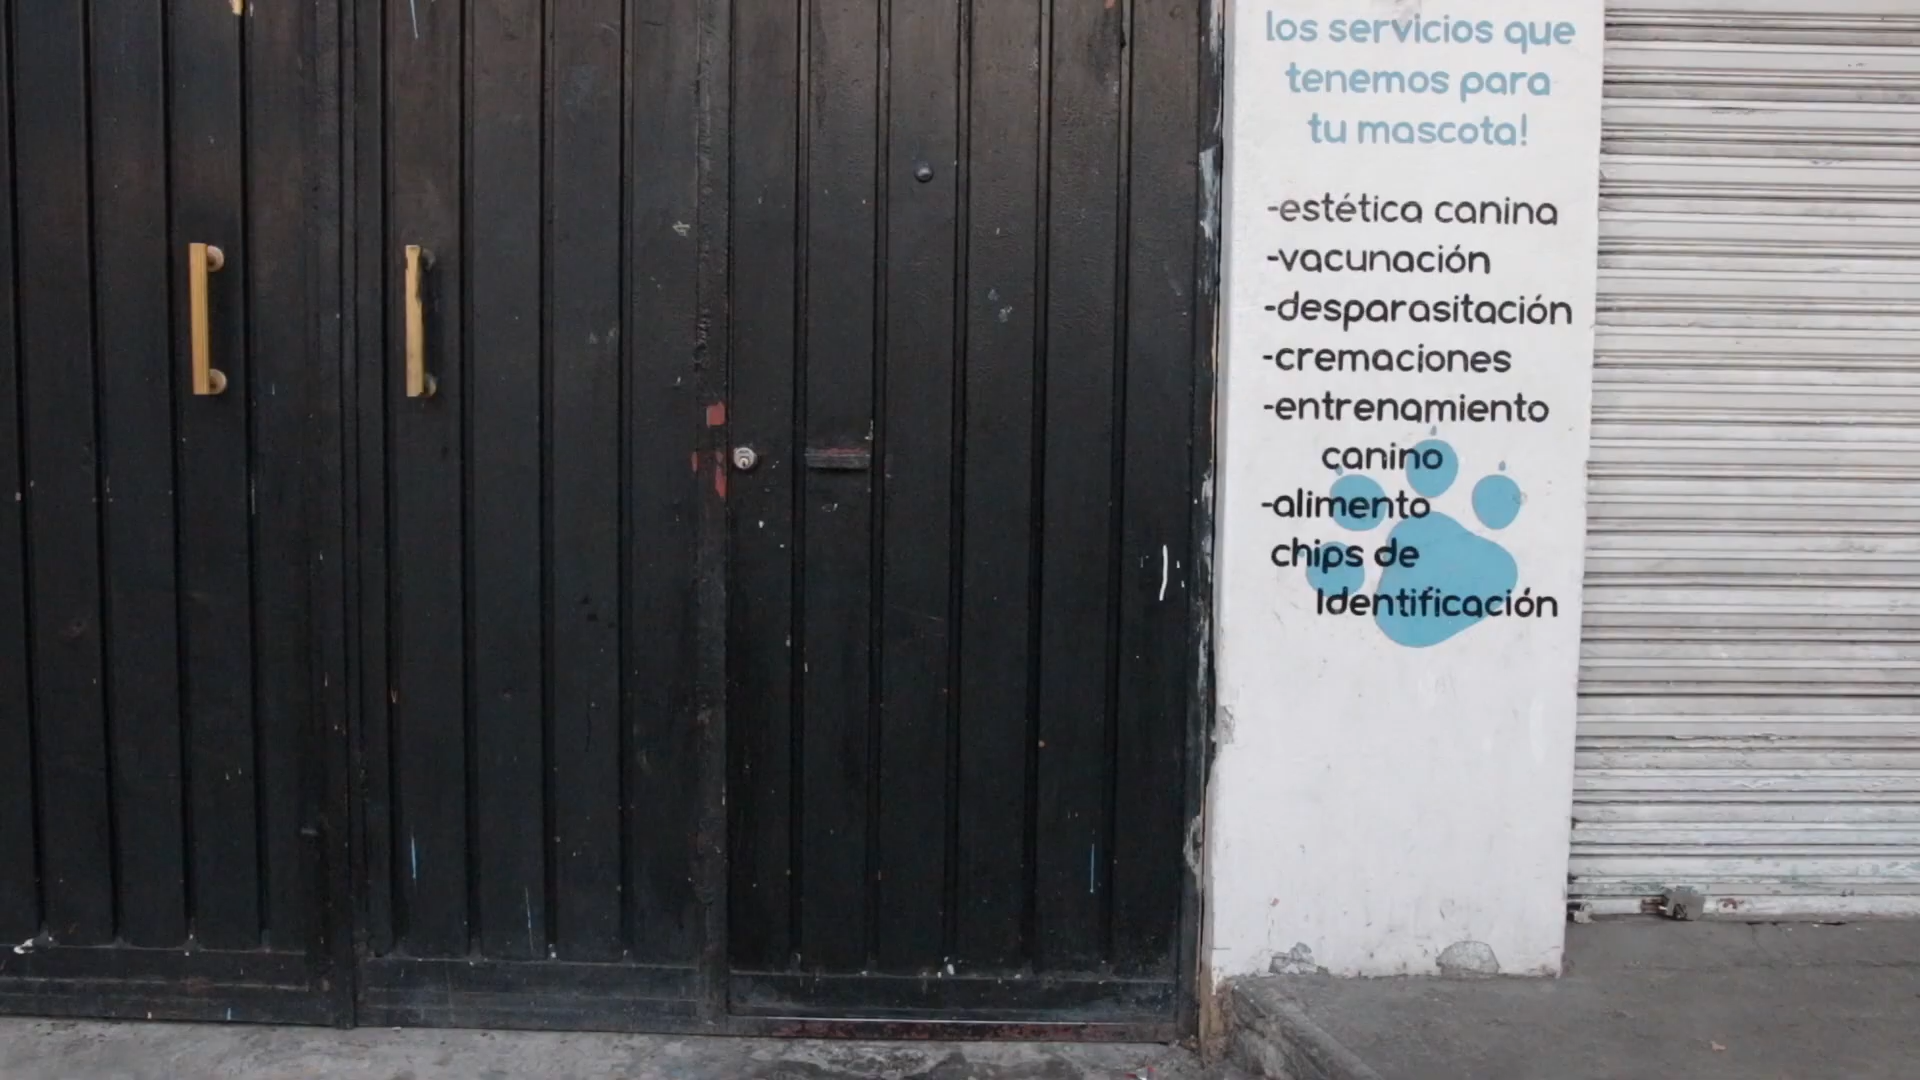 los servicios que
tenemos para
tu mascota!
-estética canina
-vacunación
-desparasitación
-cremaciones
-entrenamiento
canino
-alimento
chips de
Identificación